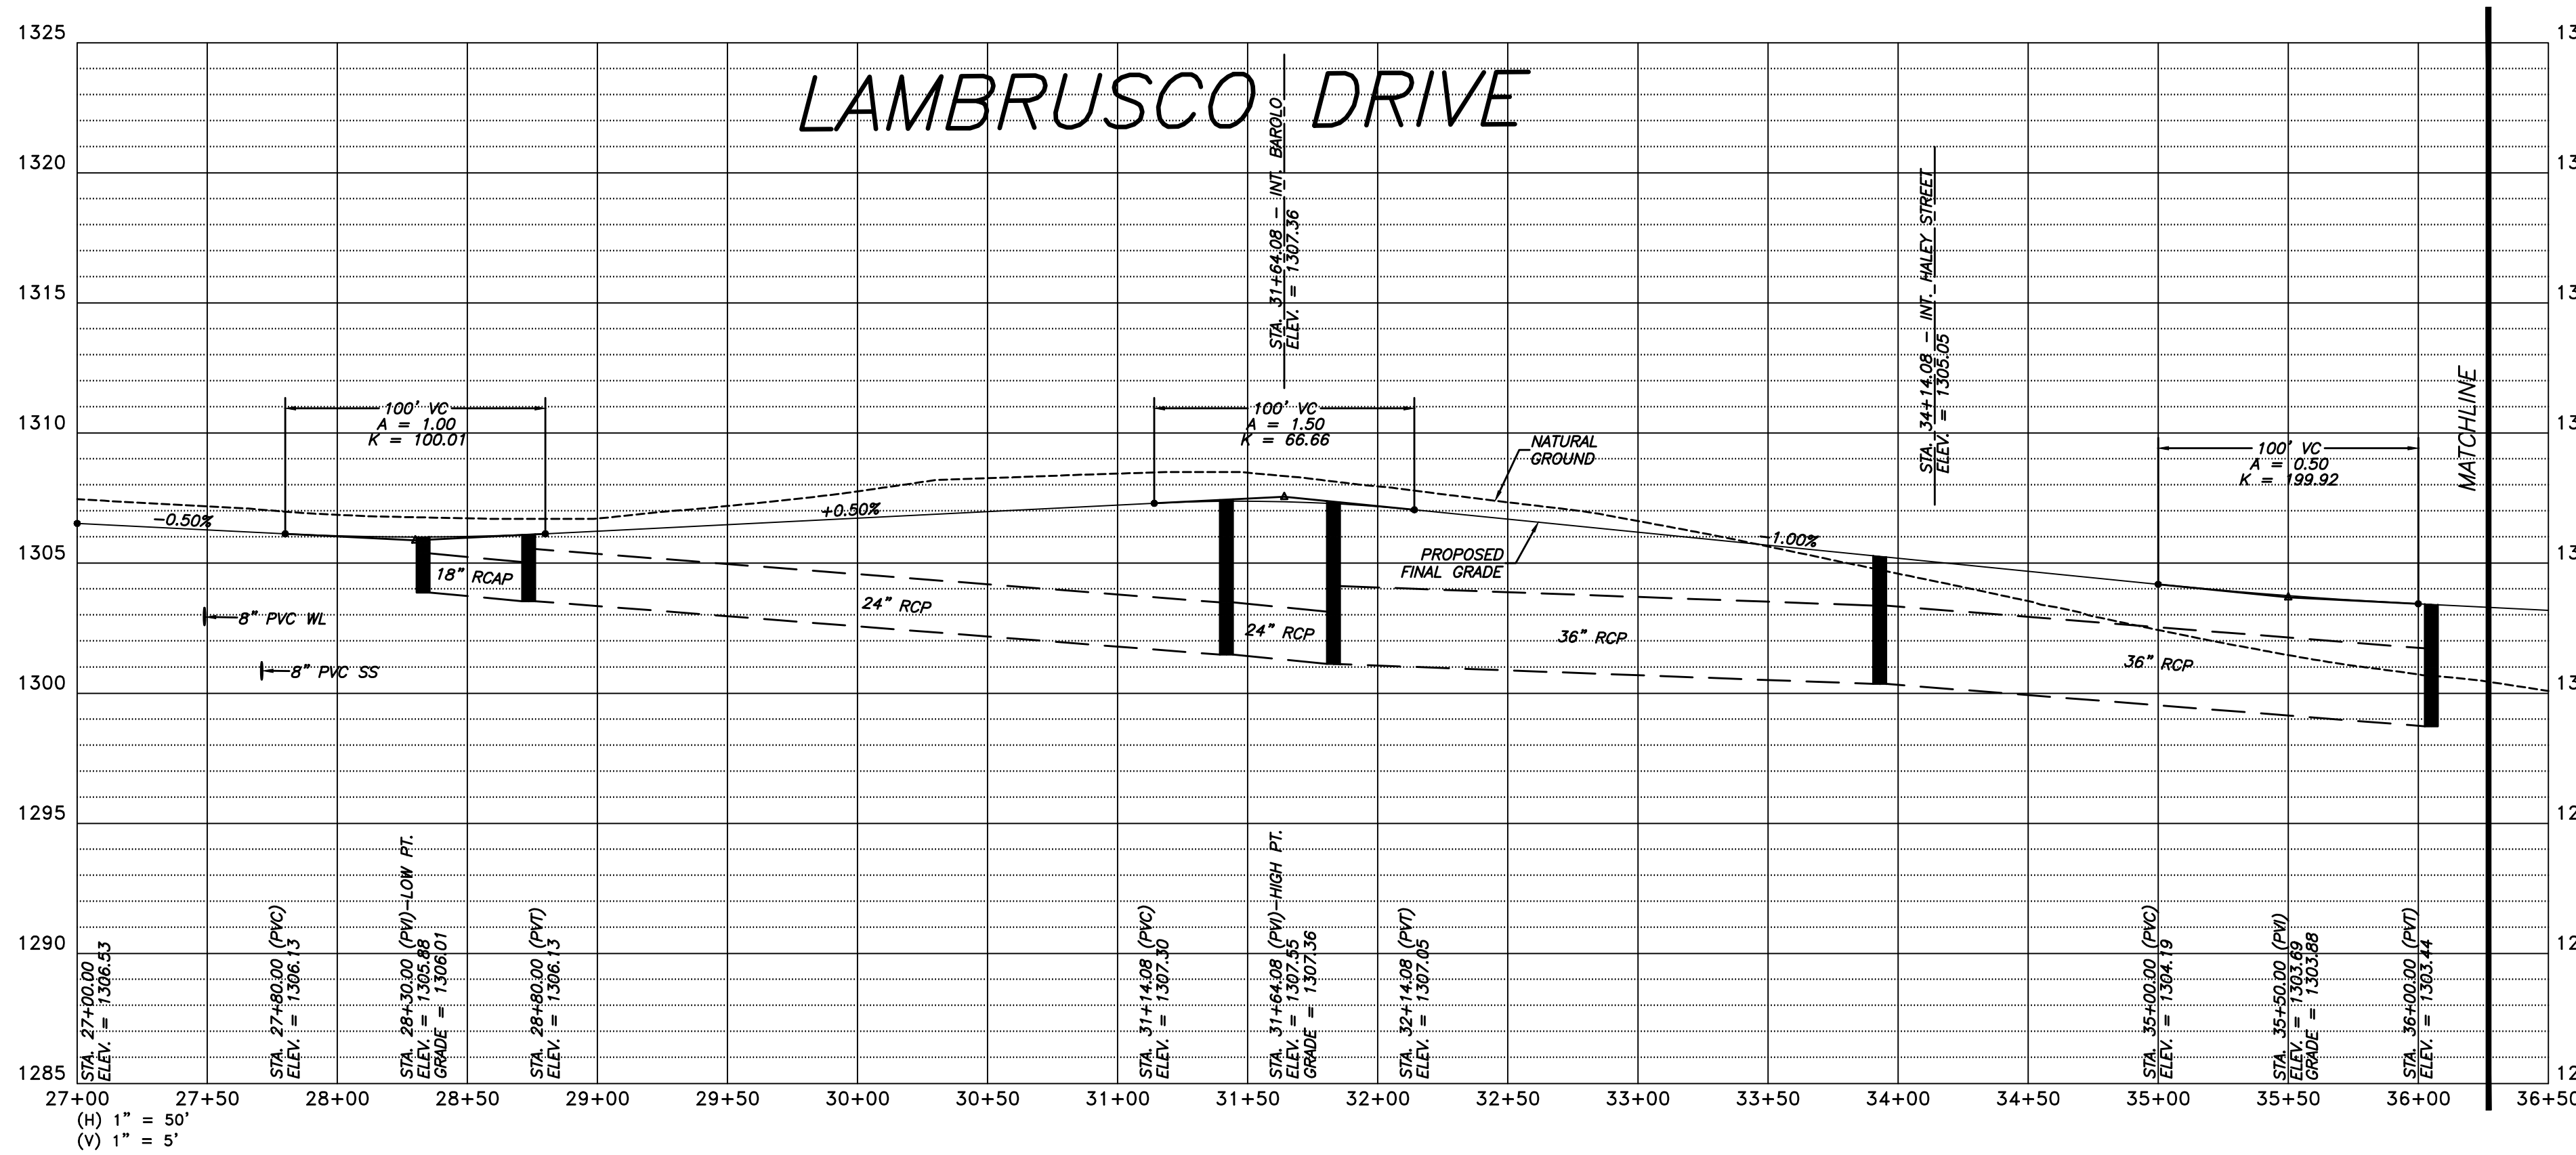 LAMBRUSCO DRIVE
1325
1320
1315
1310
1305
1300
1295
1290
1285
STA. 31+64.08 - INT. BAROLO
ELEV. = 1307.36
STA. 34+14.08 - INT. HALEY STREET
ELEV. = 1305.05
100' VC
A = 1.00
K = 100.01
100' VC
A = 1.50
K = 66.66
100' VC
A = 0.50
K = 199.92
MATCHLINE
NATURAL
GROUND
-0.50%
+0.50%
-1.00%
PROPOSED
FINAL GRADE
18" RCAP
24" RCP
24" RCP
36" RCP
36" RCP
8" PVC WL
8" PVC SS
STA. 27+00.00
ELEV. = 1306.53
STA. 27+80.00 (PVC)
ELEV. = 1306.13
STA. 28+30.00 (PVI)-LOW PT.
ELEV. = 1305.88
GRADE = 1306.01
STA. 28+80.00 (PVT)
ELEV. = 1306.13
STA. 31+14.08 (PVC)
ELEV. = 1307.30
STA. 31+64.08 (PVI)-HIGH PT.
ELEV. = 1307.55
GRADE = 1307.36
STA. 32+14.08 (PVT)
ELEV. = 1307.05
STA. 35+00.00 (PVC)
ELEV. = 1304.19
STA. 35+50.00 (PVI)
ELEV. = 1303.69
GRADE = 1303.88
STA. 36+00.00 (PVT)
ELEV. = 1303.44
27+00 27+50 28+00 28+50 29+00 29+50 30+00 30+50 31+00 31+50 32+00 32+50 33+00 33+50 34+00 34+50 35+00 35+50 36+00 36+50
(H) 1" = 50'
(V) 1" = 5'